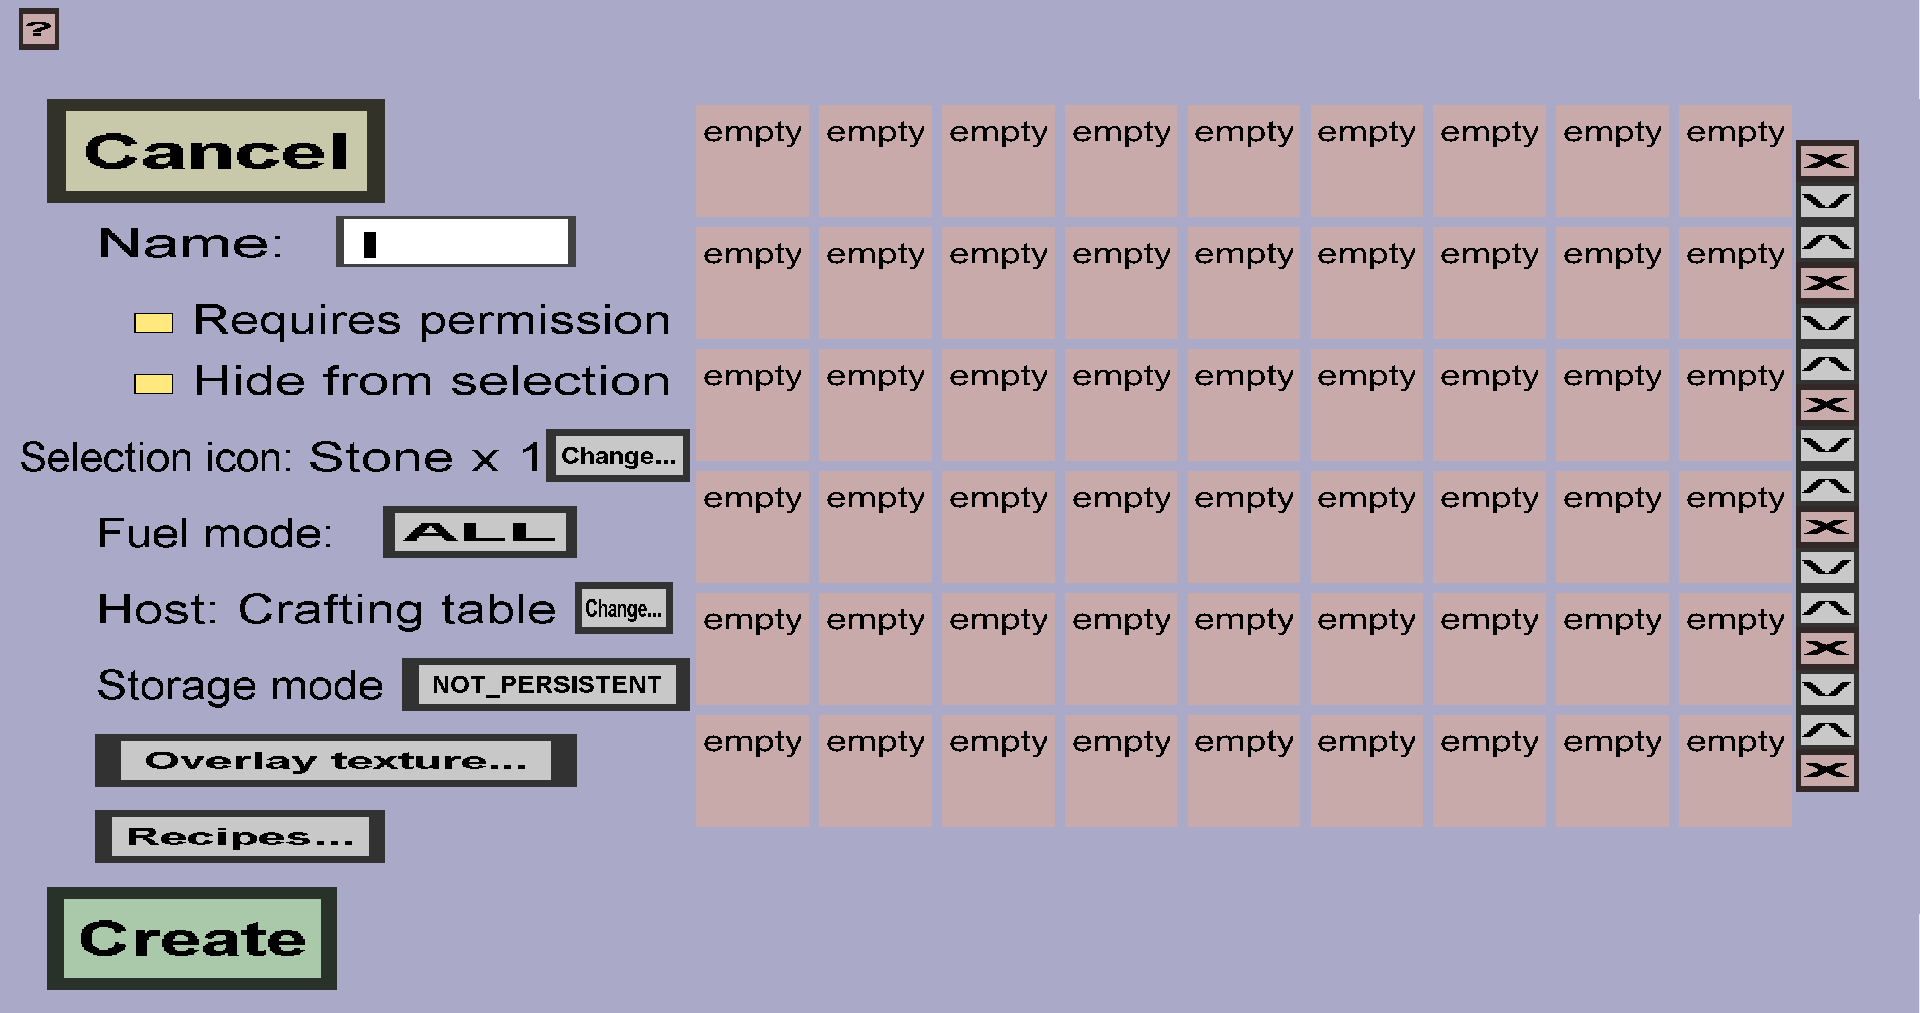 ?
Cancel
Name:
Requires permission
Hide from selection
Selection icon: Stone x 1 Change...
Fuel mode: ALL
Host: Crafting table Change...
Storage mode NOT_PERSISTENT
Overlay texture...
Recipes...
Create
empty empty empty empty empty empty empty empty empty
empty empty empty empty empty empty empty empty empty
empty empty empty empty empty empty empty empty empty
empty empty empty empty empty empty empty empty empty
empty empty empty empty empty empty empty empty empty
empty empty empty empty empty empty empty empty empty
X
V
^
X
V
^
X
V
^
X
V
^
X
V
^
X